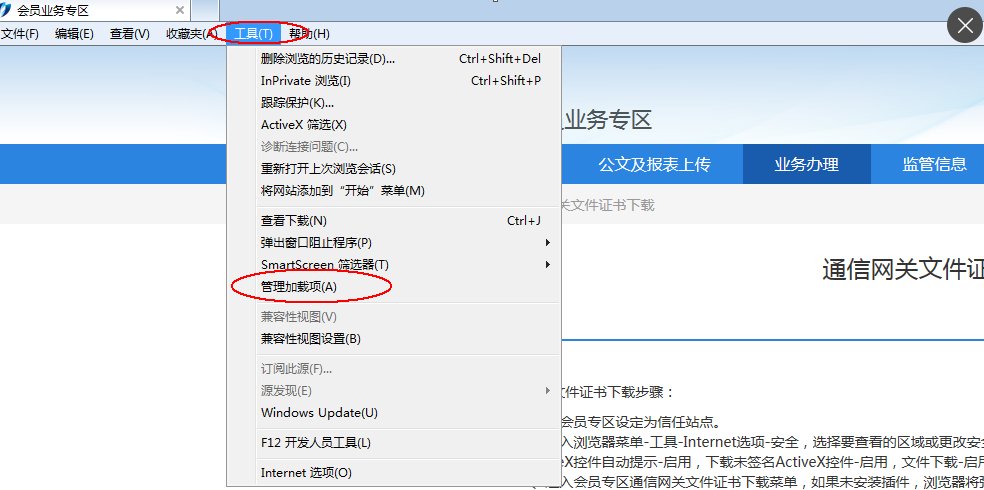 会员业务专区
文件(F) 编辑(E) 查看(V) 收藏夹(A) 工具(T) 帮助(H)
删除浏览的历史记录(D)... Ctrl+Shift+Del
InPrivate 浏览(I) Ctrl+Shift+P
跟踪保护(K)...
ActiveX 筛选(X)
诊断连接问题(C)...
重新打开上次浏览会话(S)
将网站添加到“开始”菜单(M)
查看下载(N) Ctrl+J
弹出窗口阻止程序(P)
SmartScreen 筛选器(T)
管理加载项(A)
兼容性视图(V)
兼容性视图设置(B)
订阅此源(F)...
源发现(E)
Windows Update(U)
F12 开发人员工具(L)
Internet 选项(O)
业务专区
公文及报表上传 业务办理 监管信息
关文件证书下载
通信网关文件证
文件证书下载步骤：
会员专区设定为信任站点。
入浏览器菜单-工具-Internet选项-安全，选择要查看的区域或更改安全
eX控件自动提示-启用，下载未签名ActiveX控件-启用，文件下载-启用
入会员专区通信网关文件证书下载菜单，如果未安装插件，浏览器将